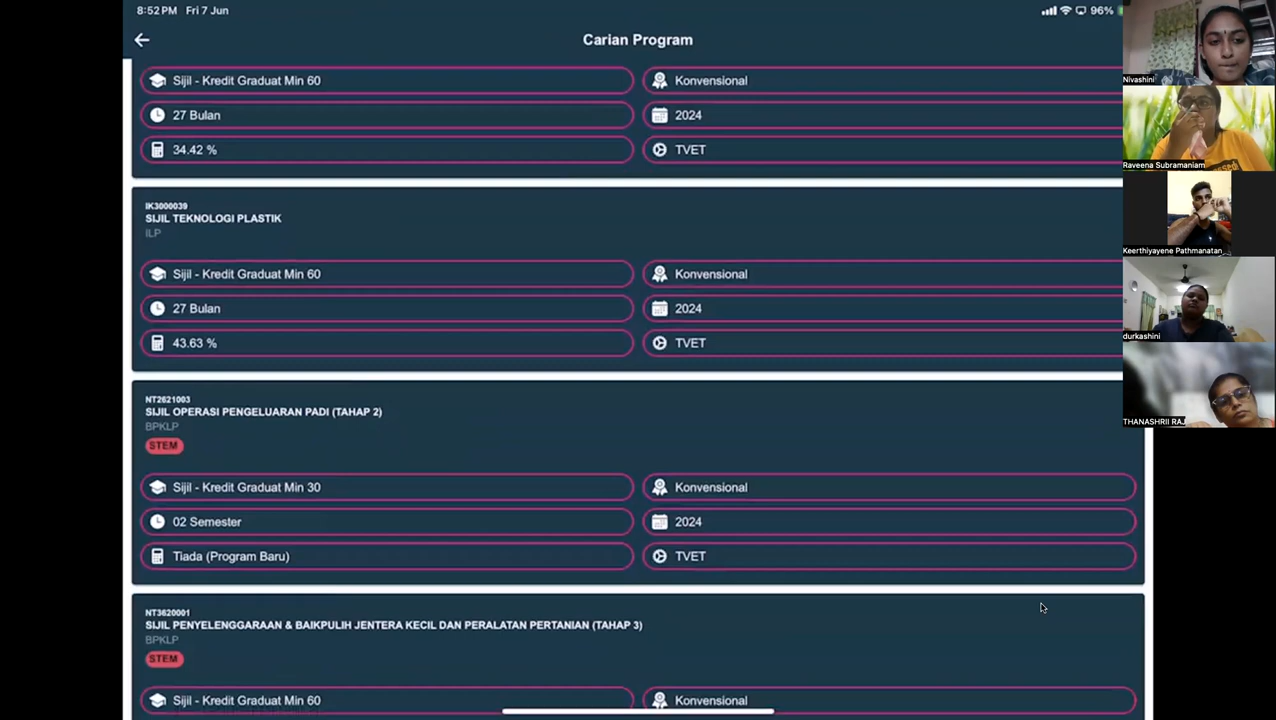 8:52 PM Fri 7 Jun
96%
Carian Program
Sijil - Kredit Graduat Min 60
Konvensional
27 Bulan
2024
34.42 %
TVET
IK3000039
SIJIL TEKNOLOGI PLASTIK
ILP
Sijil - Kredit Graduat Min 60
Konvensional
27 Bulan
2024
43.63 %
TVET
NT2621003
SIJIL OPERASI PENGELUARAN PADI (TAHAP 2)
BPKLP
STEM
Sijil - Kredit Graduat Min 30
Konvensional
02 Semester
2024
Tiada (Program Baru)
TVET
NT3620001
SIJIL PENYELENGGARAAN & BAIKPULIH JENTERA KECIL DAN PERALATAN PERTANIAN (TAHAP 3)
BPKLP
STEM
Sijil - Kredit Graduat Min 60
Konvensional
Nivashini
Raveena Subramaniam
Keerthiyayene Pathmanatan
durkashini
THANASHRII RAJ